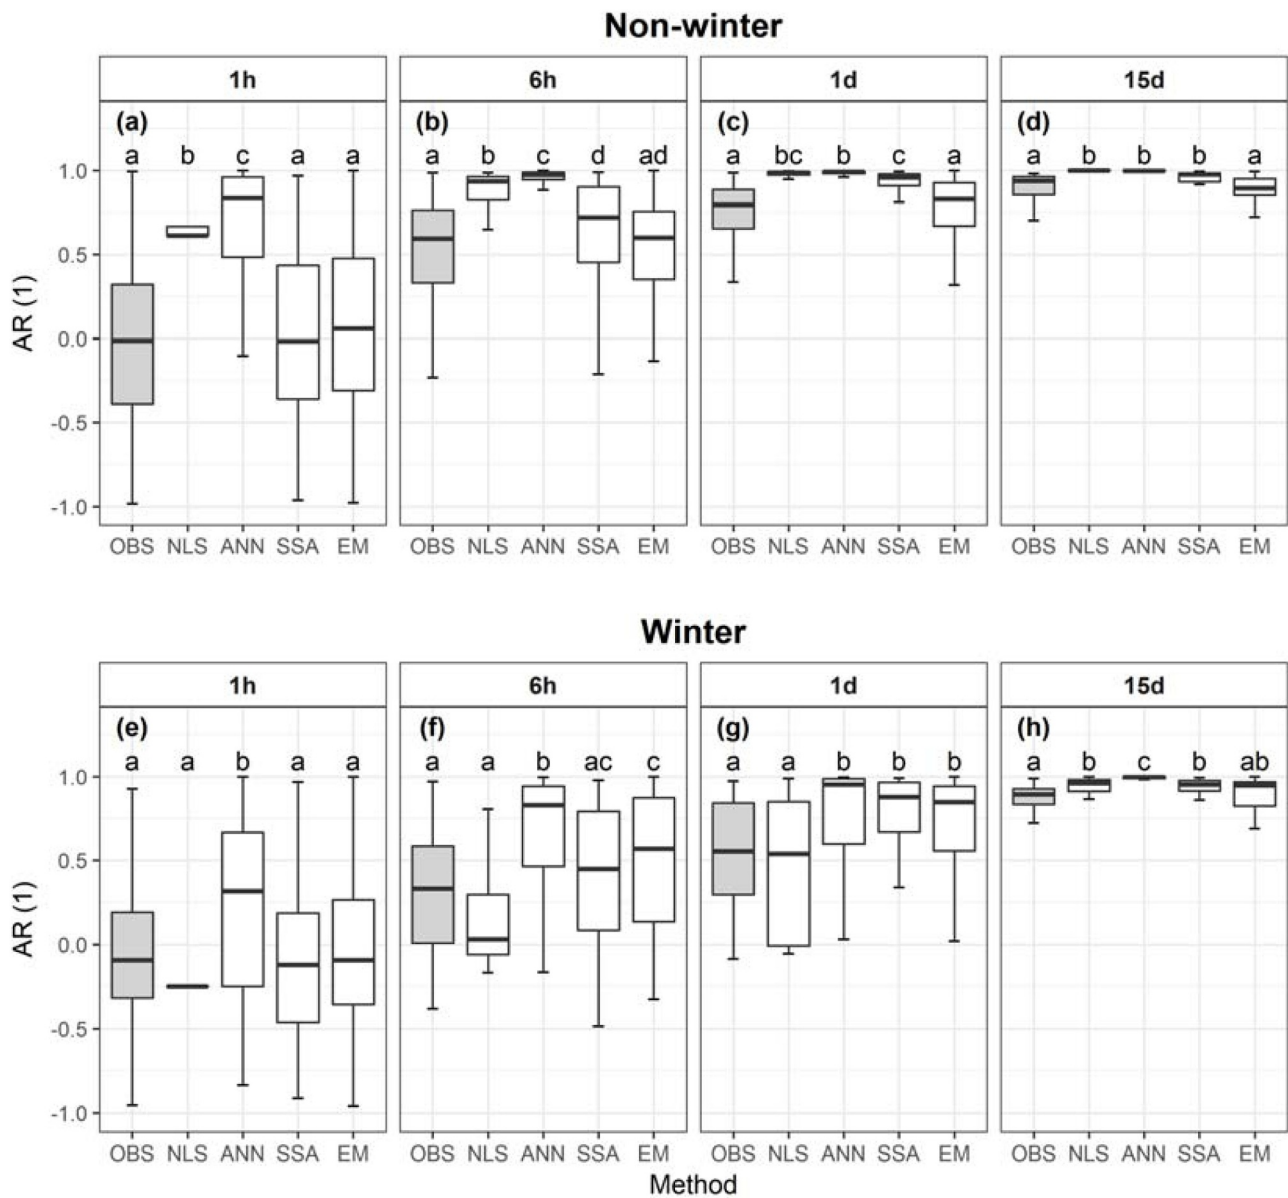 Non-winter
1h 6h 1d 15d
(a) (b) (c) (d)
a b c a a a b c d ad a bc b c a a b b b a
1.0
0.5
0.0
-0.5
-1.0
AR (1)
OBS NLS ANN SSA EM OBS NLS ANN SSA EM OBS NLS ANN SSA EM OBS NLS ANN SSA EM
Winter
1h 6h 1d 15d
(e) (f) (g) (h)
a a b a a a a b ac c a a b b b a b c b ab
1.0
0.5
0.0
-0.5
-1.0
AR (1)
OBS NLS ANN SSA EM OBS NLS ANN SSA EM OBS NLS ANN SSA EM OBS NLS ANN SSA EM
Method